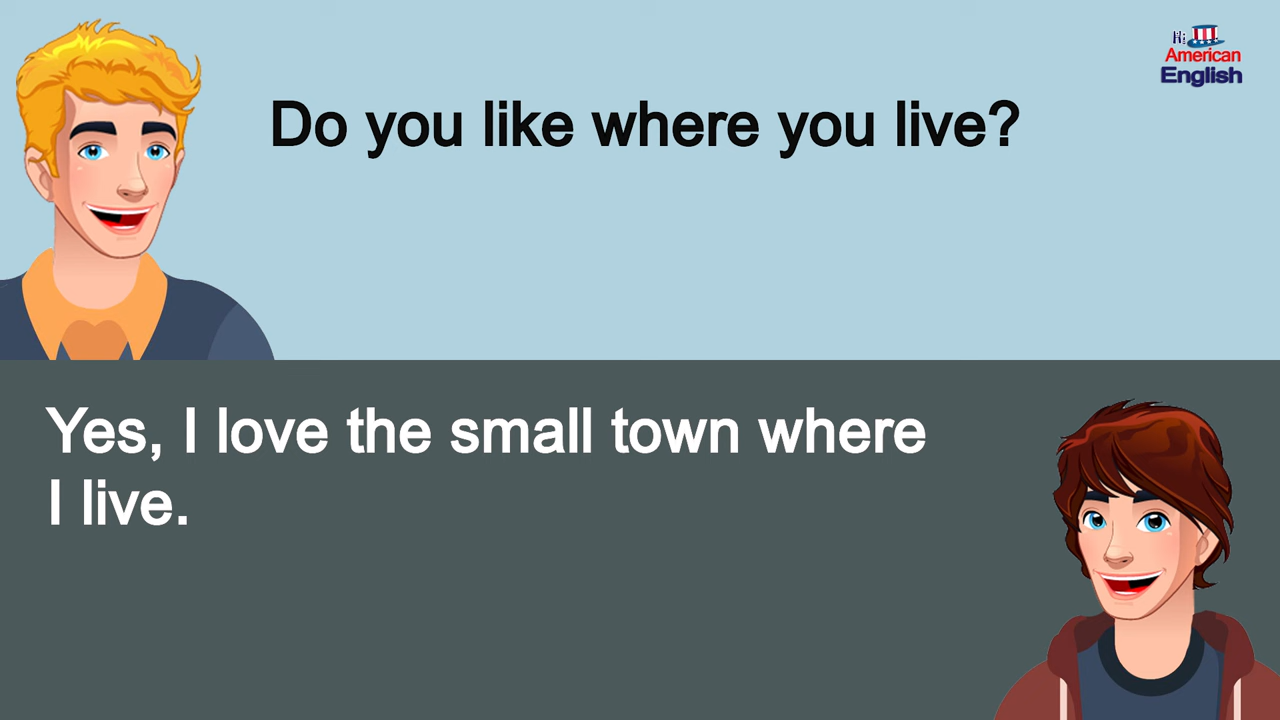 Hi
American
English
Do you like where you live?
Yes, I love the small town where
I live.